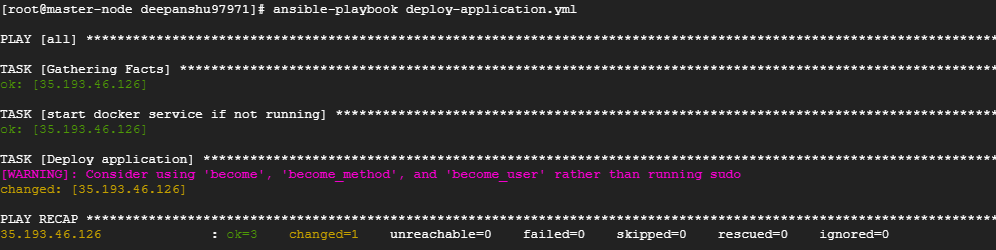 [root@master-node deepanshu97971]# ansible-playbook deploy-application.yml
PLAY [all] ******************************************************************************************************************
TASK [Gathering Facts] ******************************************************************************************************
ok: [35.193.46.126]
TASK [start docker service if not running] **********************************************************************************
ok: [35.193.46.126]
TASK [Deploy application] ***************************************************************************************************
[WARNING]: Consider using 'become', 'become_method', and 'become_user' rather than running sudo
changed: [35.193.46.126]
PLAY RECAP ******************************************************************************************************************
35.193.46.126 : ok=3 changed=1 unreachable=0 failed=0 skipped=0 rescued=0 ignored=0